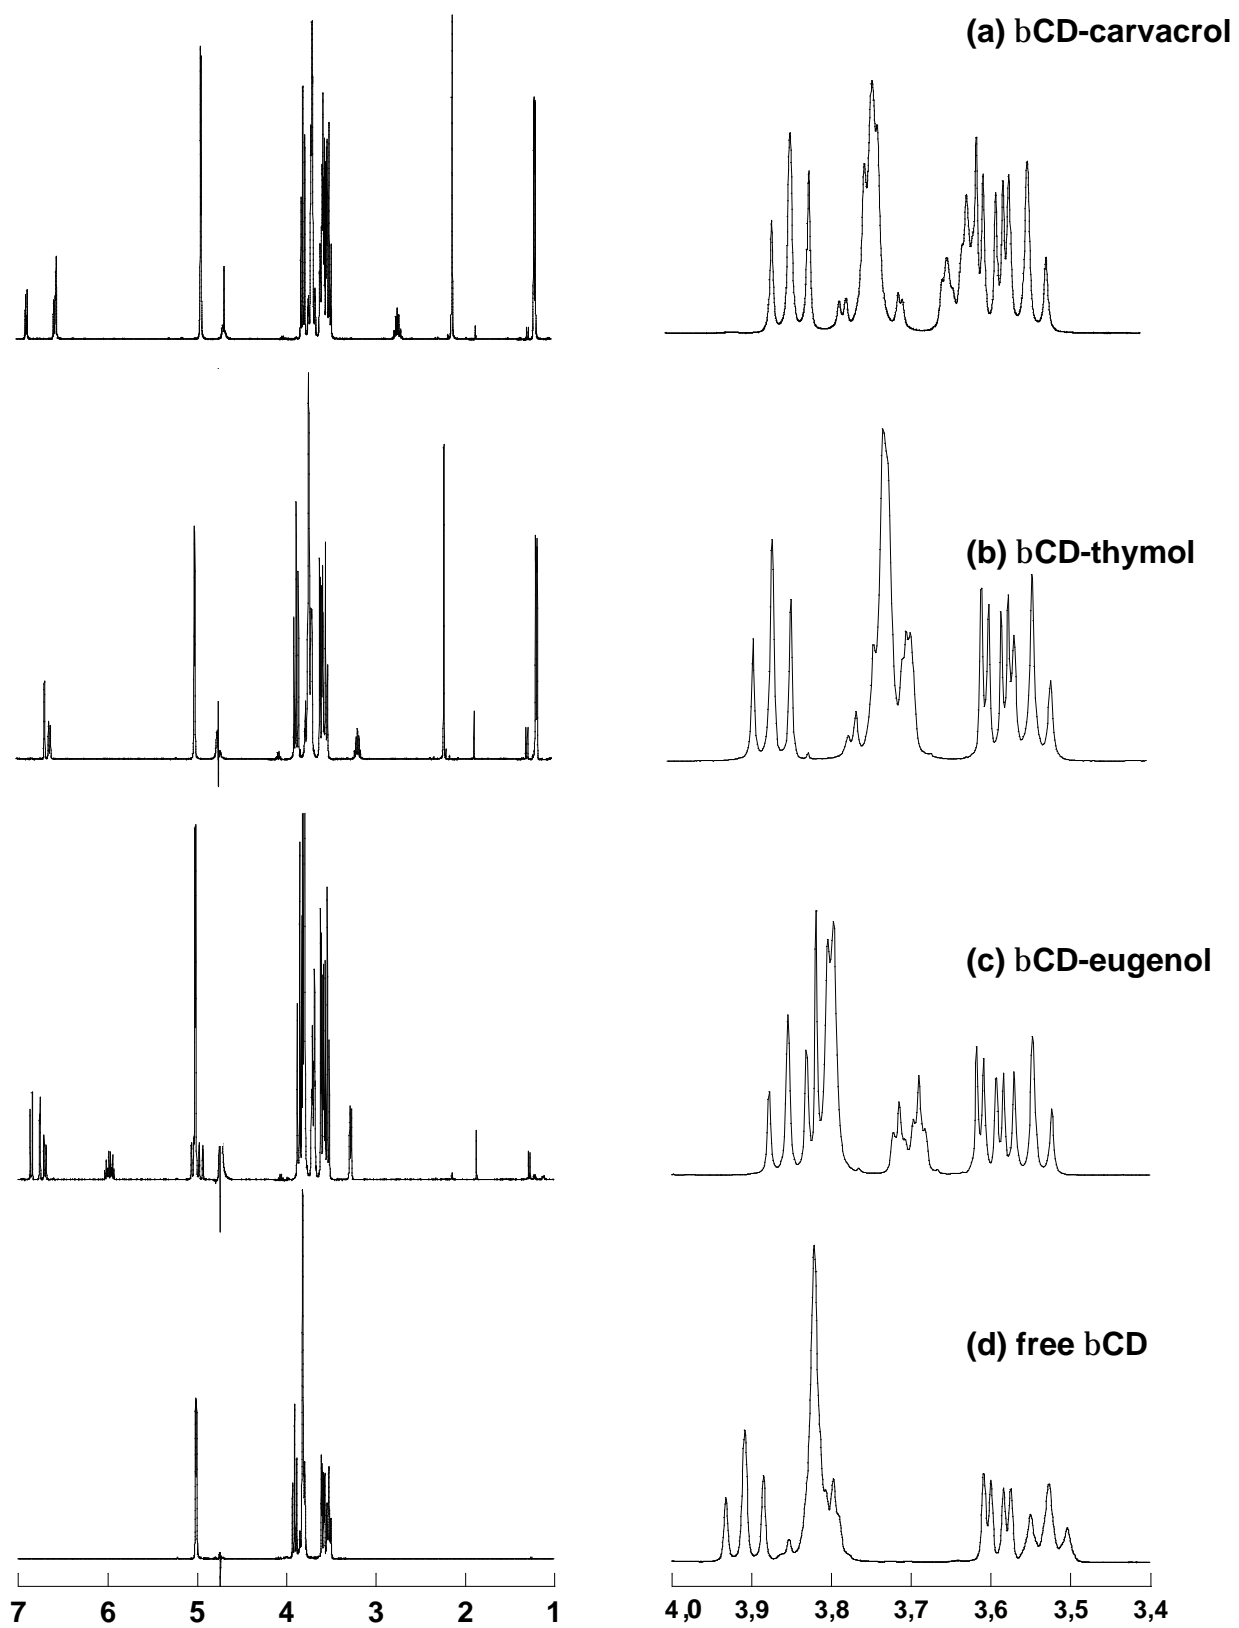 (a) bCD-carvacrol
(b) bCD-thymol
(c) bCD-eugenol
(d) free bCD
7 6 5 4 3 2 1
4,0 3,9 3,8 3,7 3,6 3,5 3,4